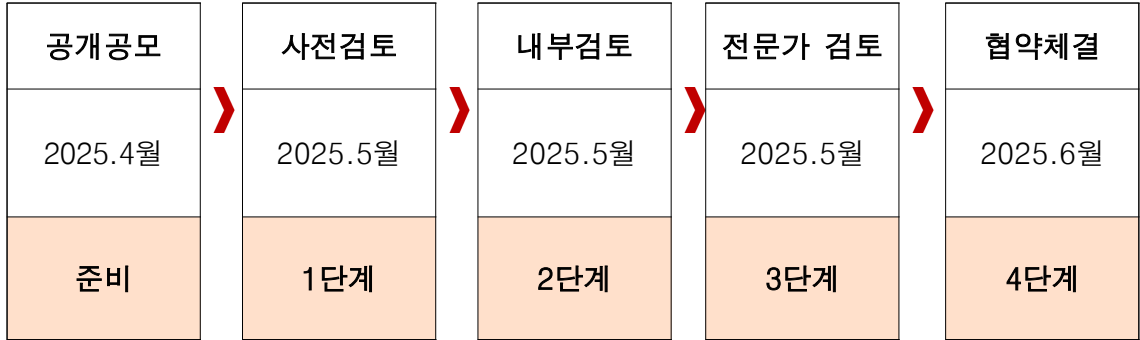 공개공모
2025.4월
준비
사전검토
2025.5월
1단계
내부검토
2025.5월
2단계
전문가 검토
2025.5월
3단계
협약체결
2025.6월
4단계